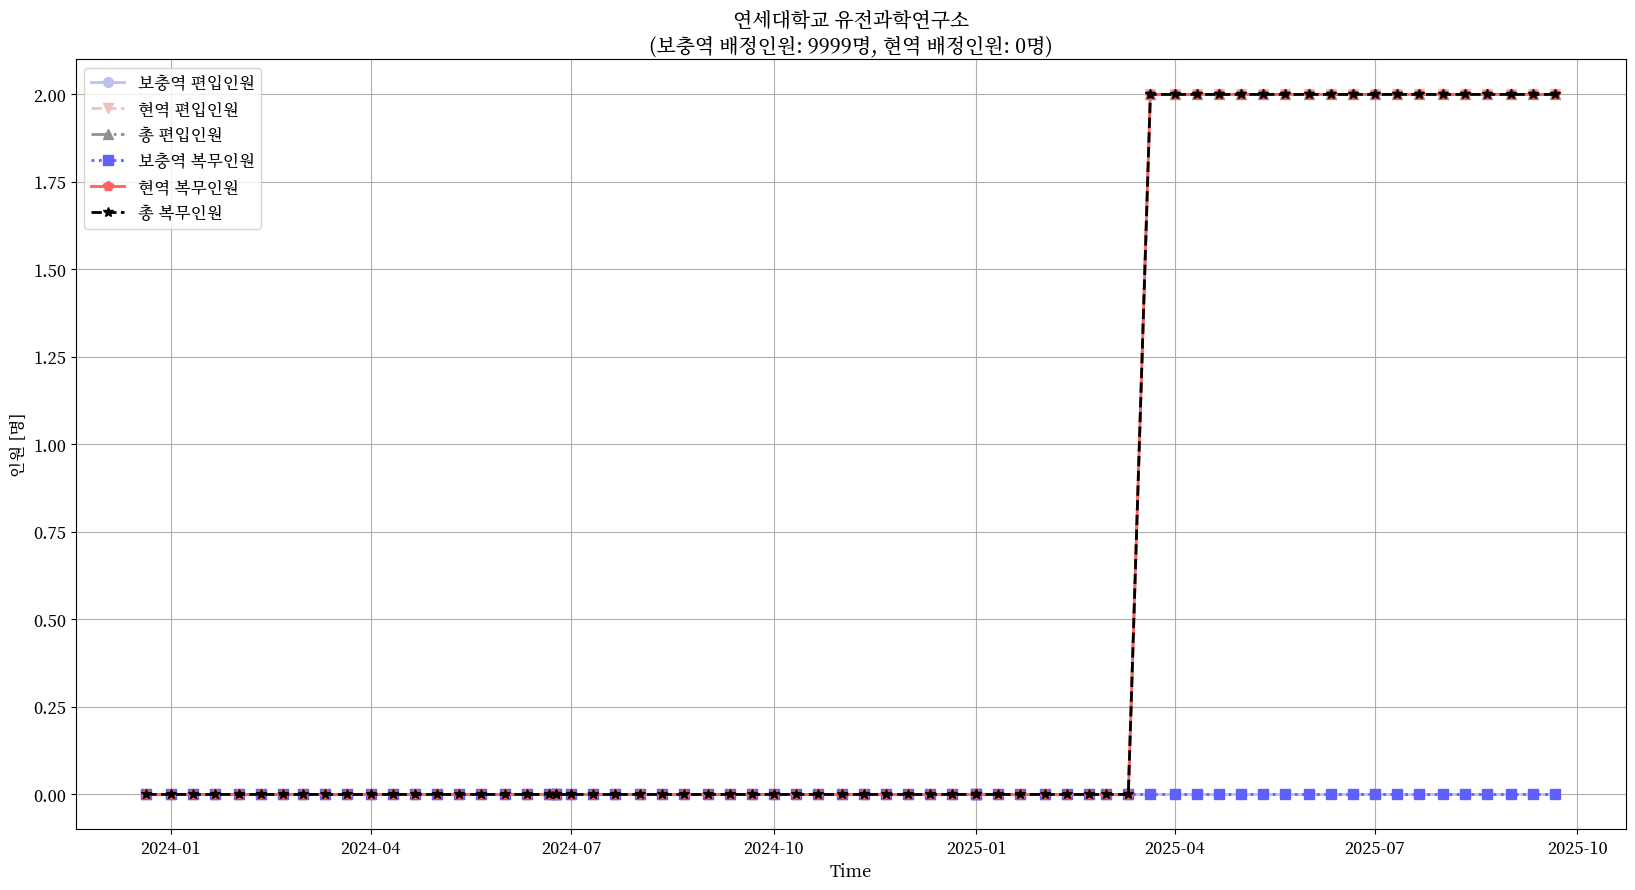 연세대학교 유전과학연구소
(보충역 배정인원: 9999명, 현역 배정인원: 0명)
보충역 편입인원
현역 편입인원
총 편입인원
보충역 복무인원
현역 복무인원
총 복무인원
2.00
1.75
1.50
1.25
1.00
0.75
0.50
0.25
0.00
인원 [명]
2024-01
2024-04
2024-07
2024-10
2025-01
2025-04
2025-07
2025-10
Time